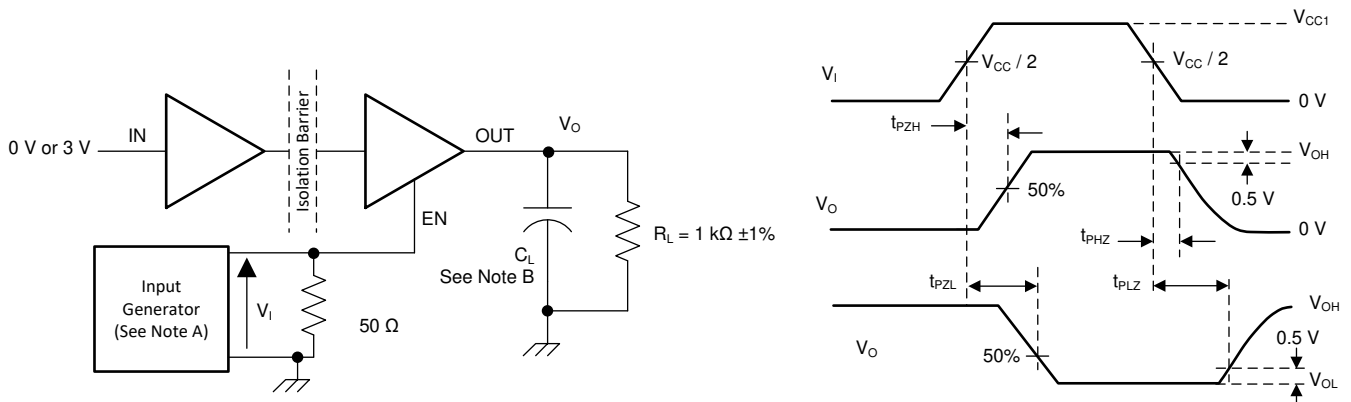 0 V or 3 V
IN
Isolation Barrier
OUT
VO
EN
CL
See Note B
RL = 1 kΩ ±1%
Input
Generator
(See Note A)
VI
50 Ω
VCC1
VI
VCC / 2
VCC / 2
0 V
tPZH
VOH
50%
0.5 V
VO
tPHZ
0 V
tPZL
tPLZ
VOH
0.5 V
VO
50%
VOL